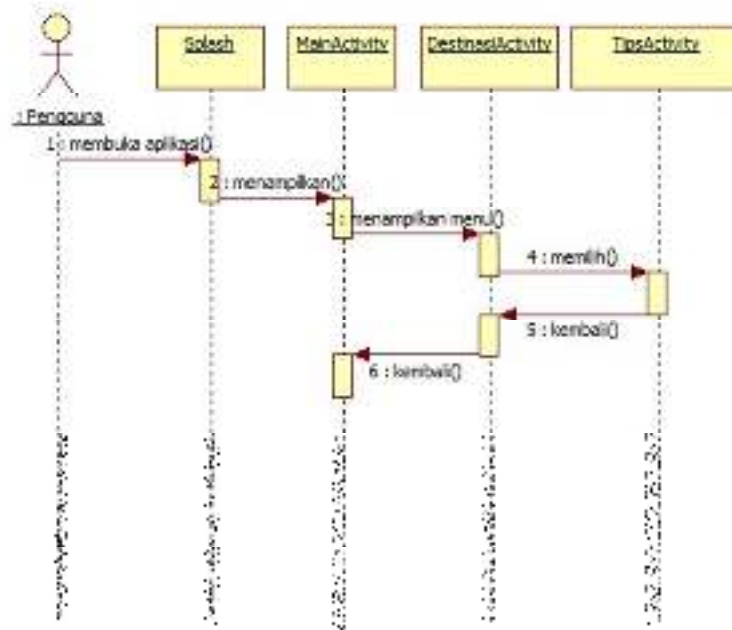 Splash
MainActivity
DestinasiActivity
TipsActivity
: Pengguna
1 : membuka aplikasi()
2 : menampilkan()
3 : menampilkan menu()
4 : memilih()
5 : kembali()
6 : kembali()